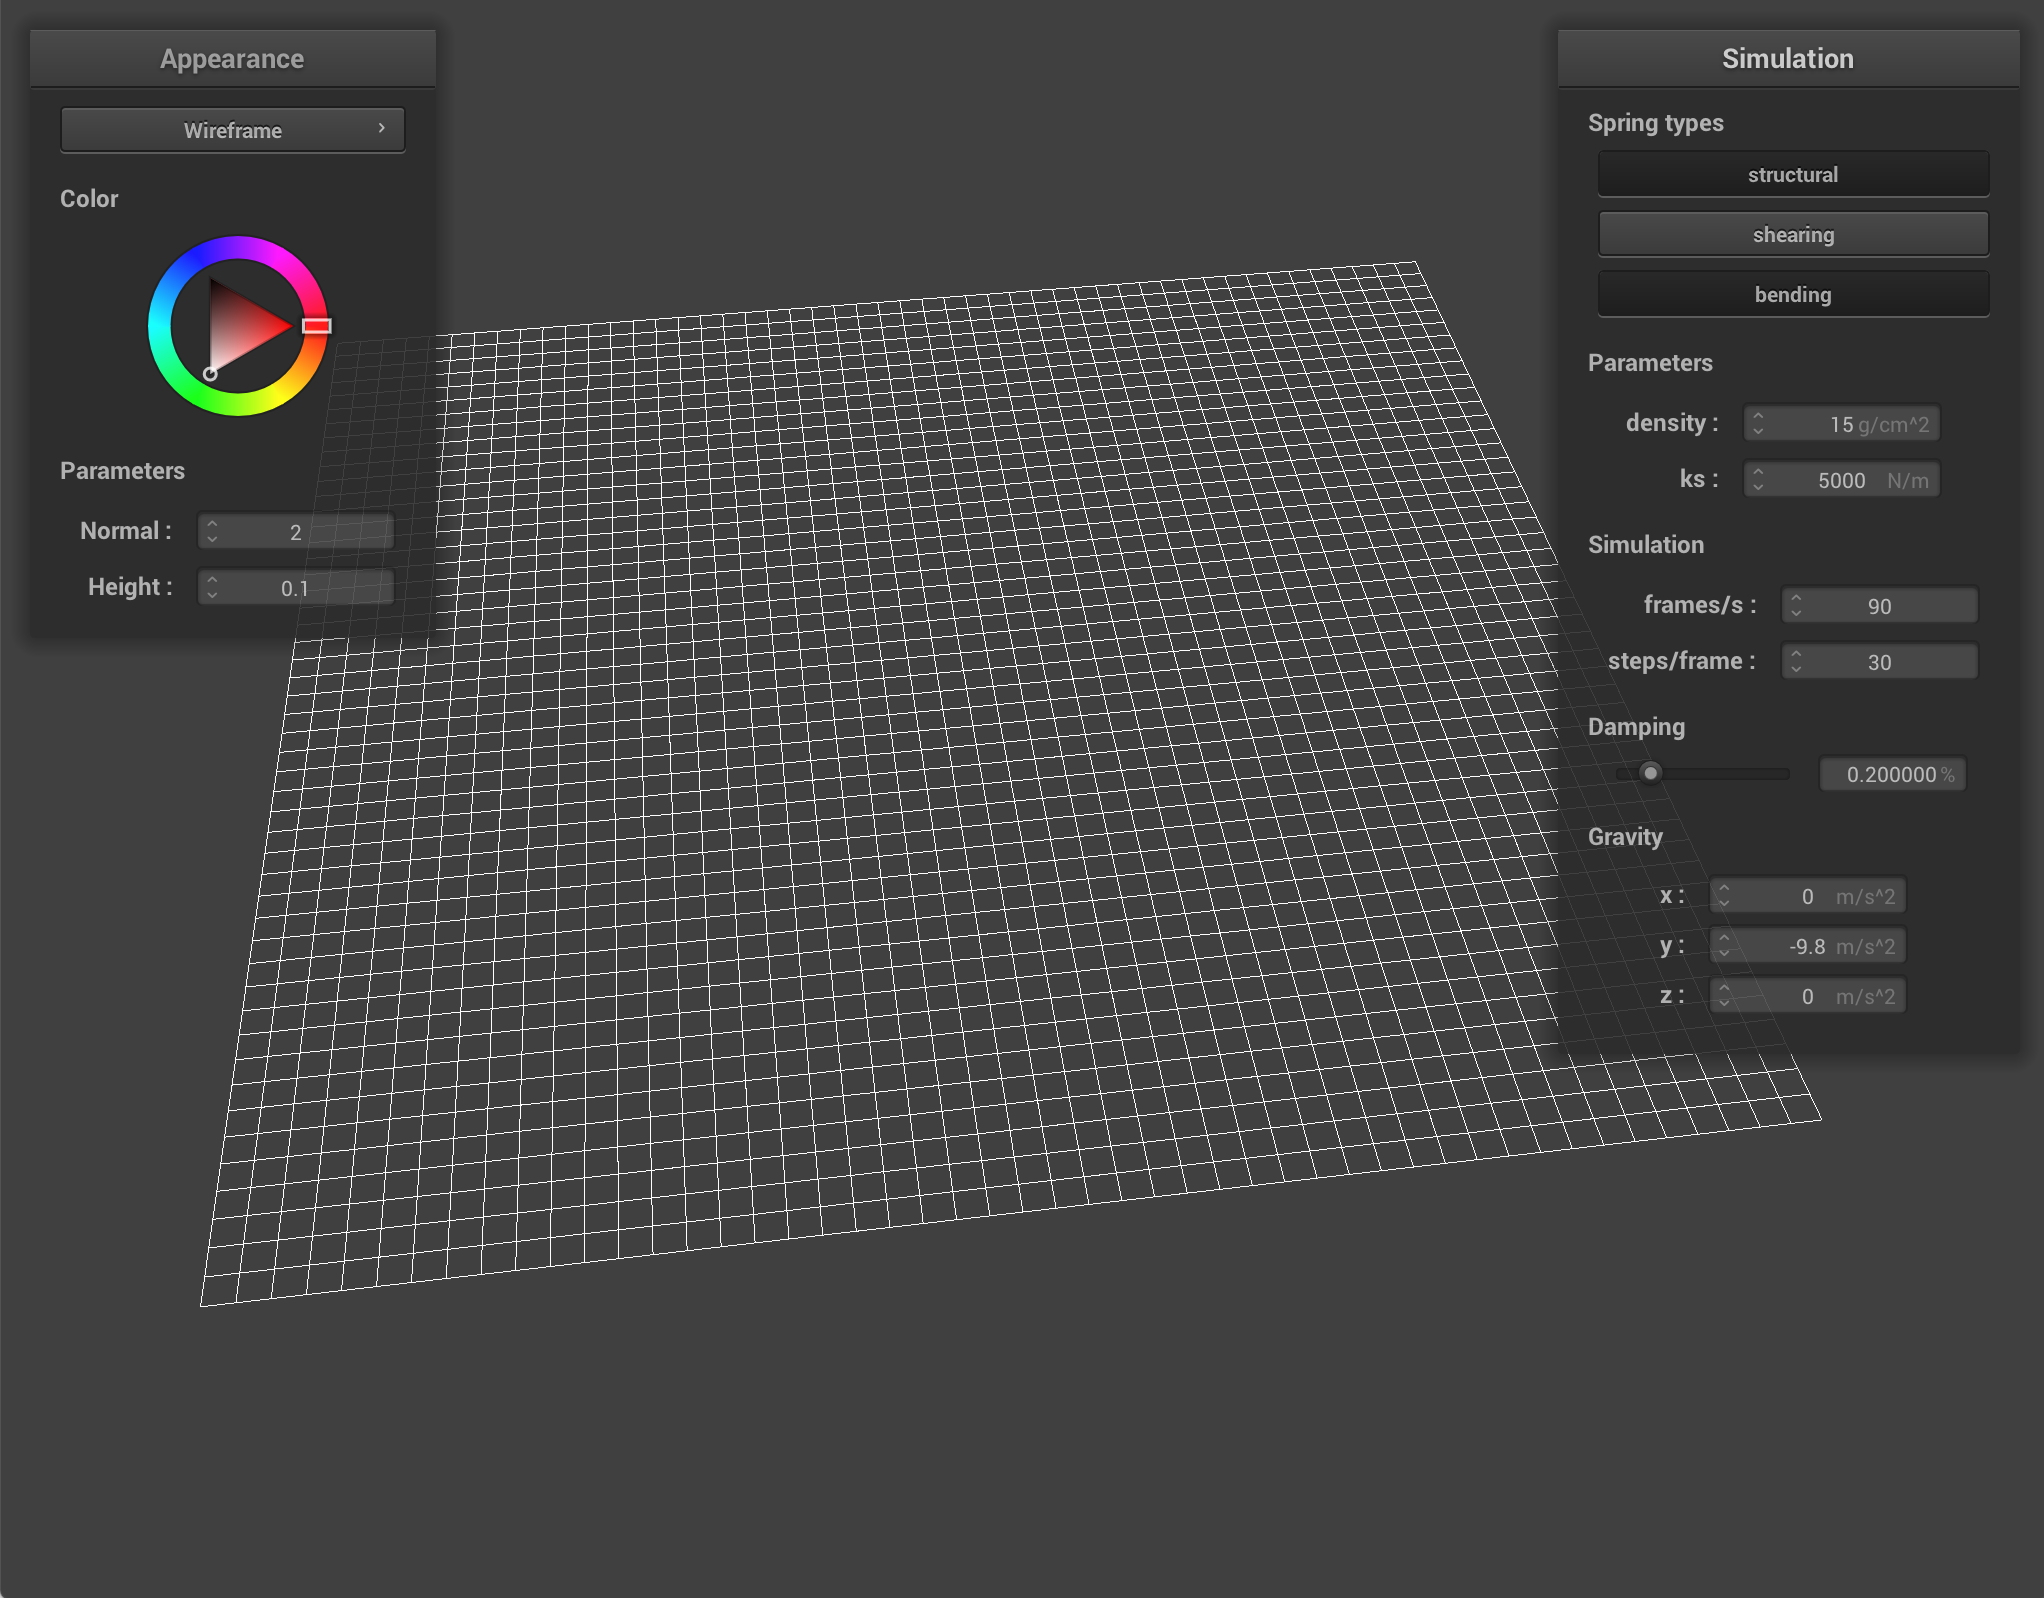 Appearance
Wireframe
Color
Parameters
Normal : 2
Height : 0.1
Simulation
Spring types
structural
shearing
bending
Parameters
density : 15 g/cm^2
ks : 5000 N/m
Simulation
frames/s : 90
steps/frame : 30
Damping
0.200000 %
Gravity
x : 0 m/s^2
y : -9.8 m/s^2
z : 0 m/s^2